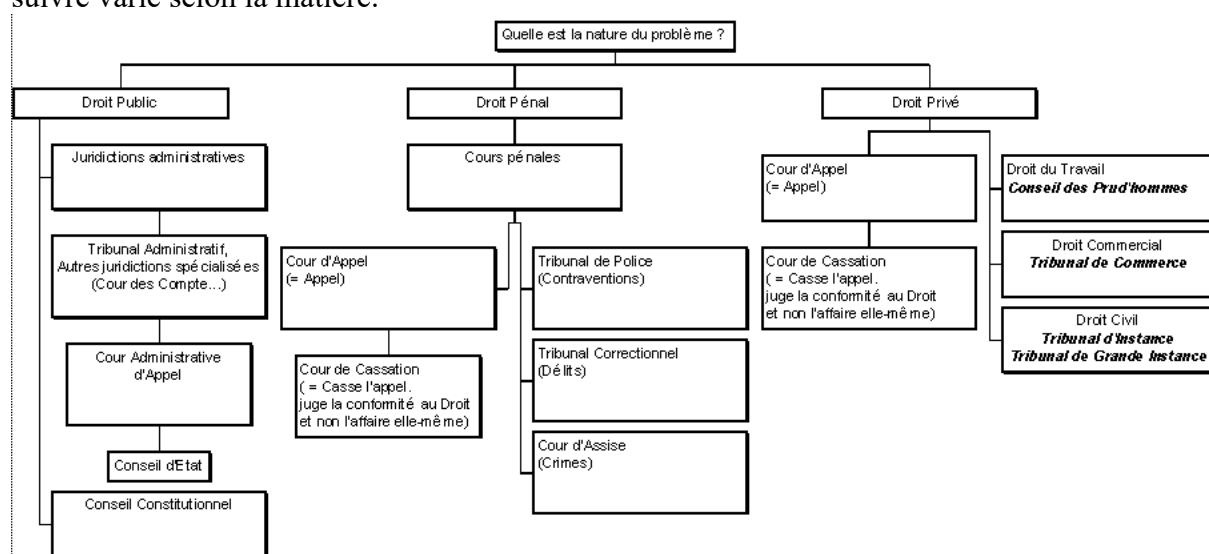 suivre varie selon la matière.
Quelle est la nature du problème ?
Droit Public
Juridictions administratives
Tribunal Administratif,
Autres juridictions spécialisées
(Cour des Compte...)
Cour Administrative
d'Appel
Conseil d'Etat
Conseil Constitutionnel
Droit Pénal
Cours pénales
Cour d'Appel
(= Appel)
Cour de Cassation
( = Casse l'appel.
juge la conformité au Droit
et non l'affaire elle-même)
Tribunal de Police
(Contraventions)
Tribunal Correctionnel
(Délits)
Cour d'Assise
(Crimes)
Droit Privé
Cour d'Appel
(= Appel)
Cour de Cassation
( = Casse l'appel.
juge la conformité au Droit
et non l'affaire elle-même)
Droit du Travail
Conseil des Prud'hommes
Droit Commercial
Tribunal de Commerce
Droit Civil
Tribunal d'Instance
Tribunal de Grande Instance